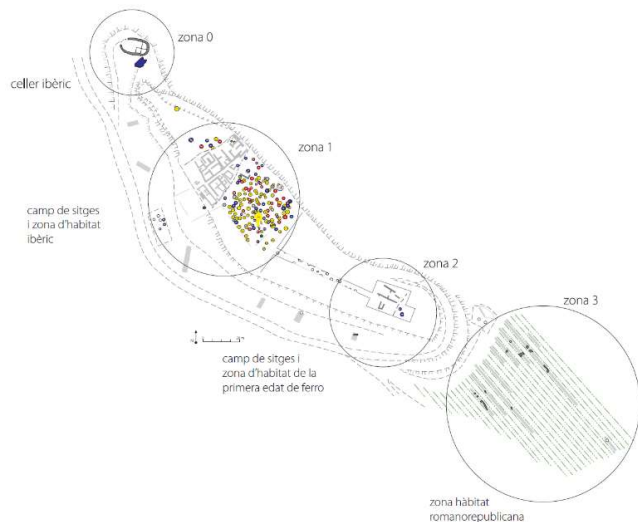 zona 0
celler ibèric
zona 1
camp de sitges
i zona d'habitat
ibèric
zona 2
zona 3
camp de sitges i
zona d'habitat de la
primera edat de ferro
zona hàbitat
romanorepublicana